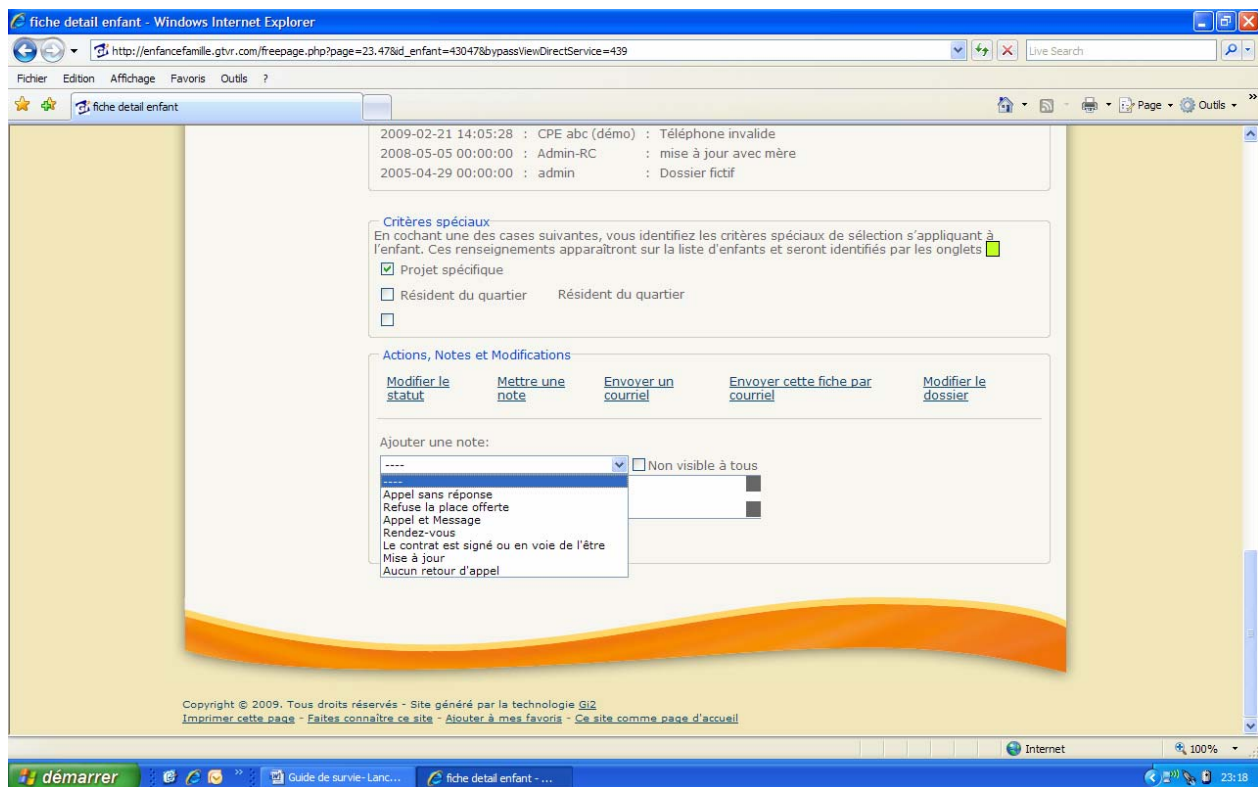 fiche detail enfant - Windows Internet Explorer
http://enfancefamille.gtvr.com/freepage.php?page=23.47&id_enfant=43047&bypassViewDirectService=439
Live Search
Fichier Edition Affichage Favoris Outils ?
fiche detail enfant
Page Outils
2009-02-21 14:05:28 : CPE abc (démo) : Téléphone invalide
2008-05-05 00:00:00 : Admin-RC : mise à jour avec mère
2005-04-29 00:00:00 : admin : Dossier fictif
Critères spéciaux
En cochant une des cases suivantes, vous identifiez les critères spéciaux de sélection s'appliquant à
l'enfant. Ces renseignements apparaîtront sur la liste d'enfants et seront identifiés par les onglets
Projet spécifique
Résident du quartier Résident du quartier
Actions, Notes et Modifications
Modifier le statut Mettre une note Envoyer un courriel Envoyer cette fiche par courriel Modifier le dossier
Ajouter une note:
---- Non visible à tous
----
Appel sans réponse
Refuse la place offerte
Appel et Message
Rendez-vous
Le contrat est signé ou en voie de l'être
Mise à jour
Aucun retour d'appel
Copyright © 2009. Tous droits réservés - Site généré par la technologie Gi2
Imprimer cette page - Faites connaître ce site - Ajouter à mes favoris - Ce site comme page d'accueil
Internet 100%
démarrer Guide de survie-Lanc... fiche detail enfant - ... 23:18